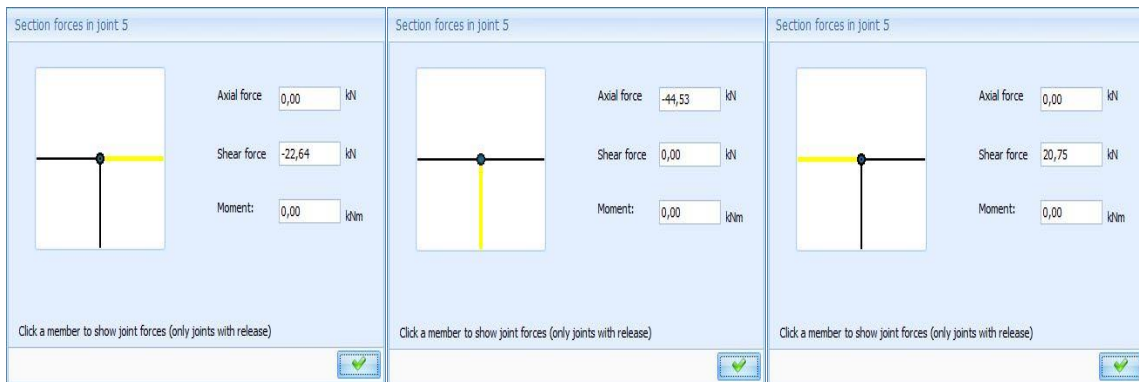 Section forces in joint 5
Axial force 0,00 kN
Shear force -22,64 kN
Moment: 0,00 kNm
Click a member to show joint forces (only joints with release)
Section forces in joint 5
Axial force -44,53 kN
Shear force 0,00 kN
Moment: 0,00 kNm
Click a member to show joint forces (only joints with release)
Section forces in joint 5
Axial force 0,00 kN
Shear force 20,75 kN
Moment: 0,00 kNm
Click a member to show joint forces (only joints with release)